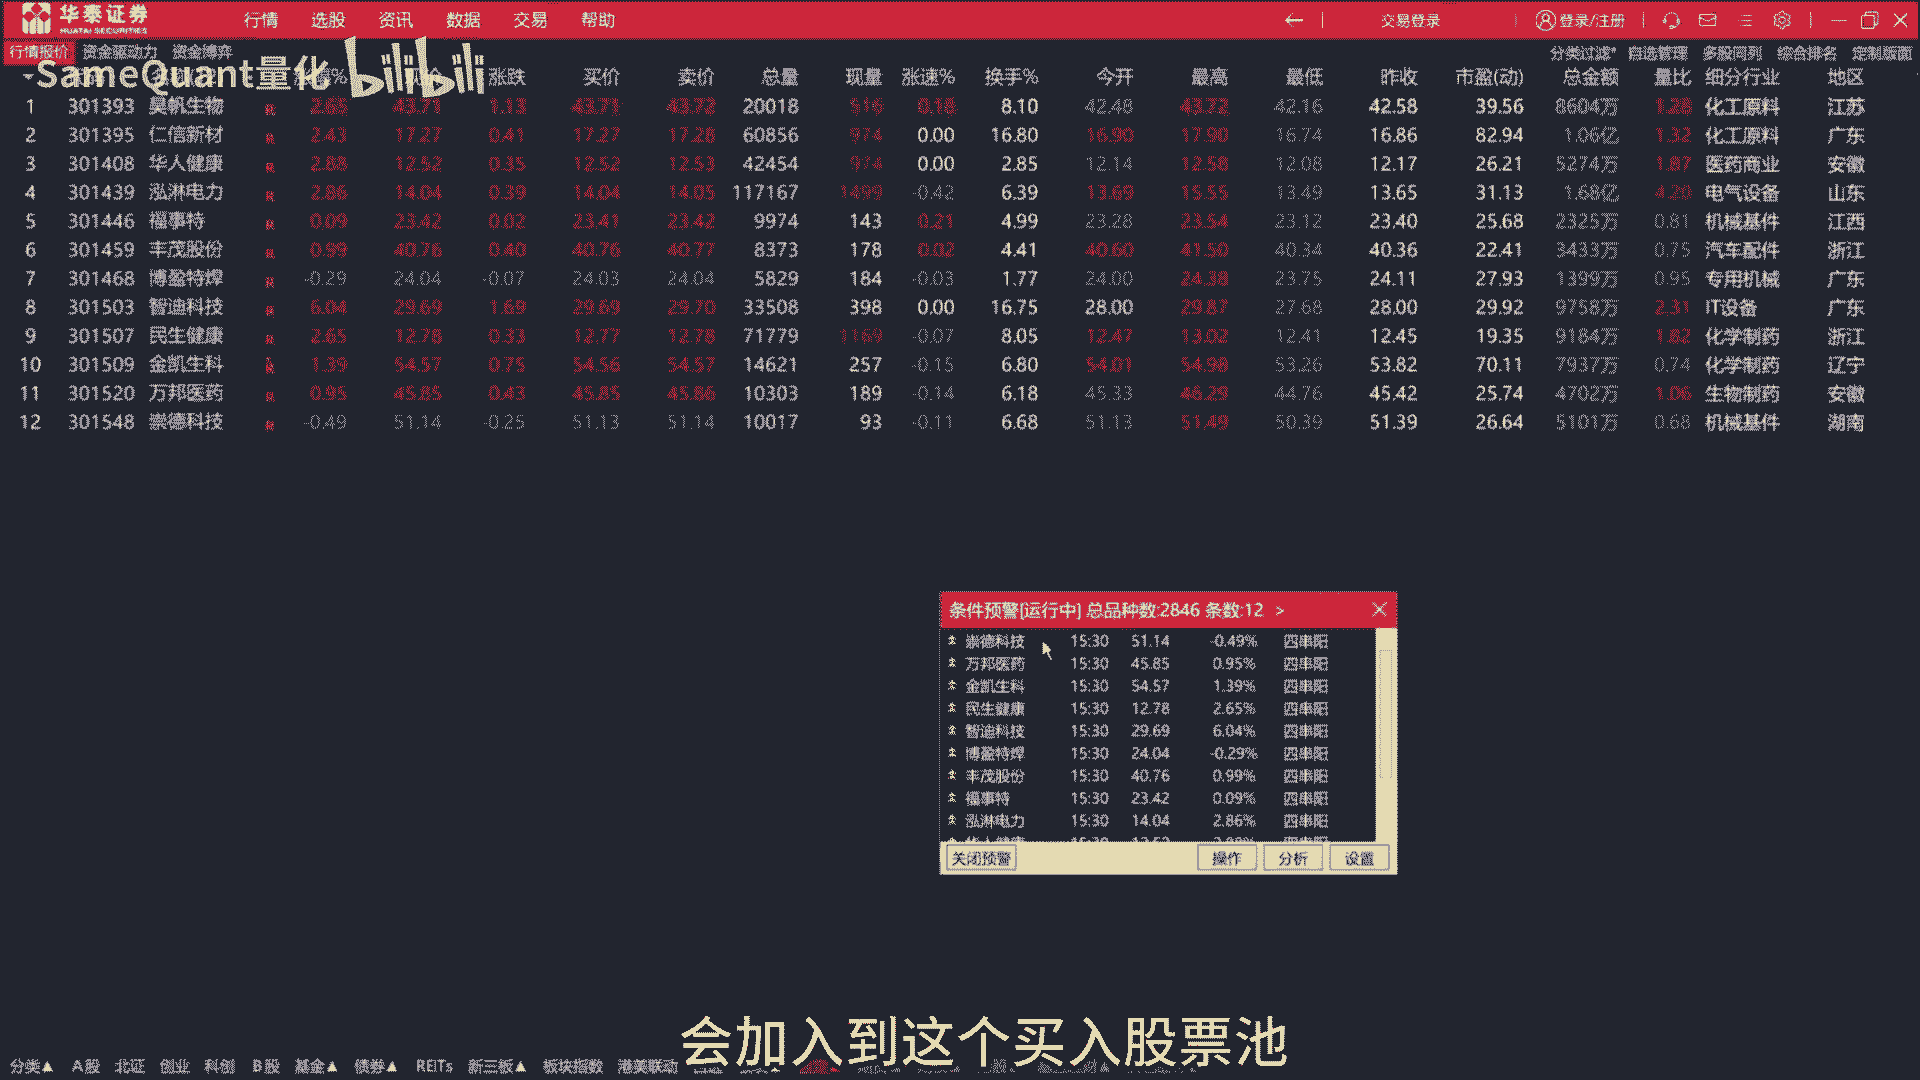 华泰证券 行情 选股 资讯 数据 交易 帮助 交易登录 登录/注册
HUATAI SECURITIES
行情报价 资金驱动力 资金博弈 分类过滤* 自选管理 多股同列 综合排名 定制版面
SameQuant量化 bilibili
涨跌 买价 卖价 总量 现量 涨速% 换手% 今开 最高 最低 昨收 市盈(动) 总金额 量比 细分行业 地区
1 301393 昊帆生物 R 2.65 43.71 1.13 43.71 43.72 20018 516 0.18 8.10 42.48 43.72 42.16 42.58 39.56 8604万 1.28 化工原料 江苏
2 301395 仁信新材 R 2.43 17.27 0.41 17.27 17.28 60856 974 0.00 16.80 16.90 17.90 16.74 16.86 82.94 1.06亿 1.32 化工原料 广东
3 301408 华人健康 R 2.88 12.52 0.35 12.52 12.53 42454 974 0.00 2.85 12.14 12.58 12.08 12.17 26.21 5274万 1.87 医药商业 安徽
4 301439 泓淋电力 R 2.86 14.04 0.39 14.04 14.05 117167 1499 -0.42 6.39 13.69 15.55 13.49 13.65 31.13 1.68亿 4.20 电气设备 山东
5 301446 福事特 R 0.09 23.42 0.02 23.41 23.42 9974 143 0.21 4.99 23.28 23.54 23.12 23.40 25.68 2325万 0.81 机械基件 江西
6 301459 丰茂股份 R 0.99 40.76 0.40 40.76 40.77 8373 178 0.02 4.41 40.60 41.50 40.34 40.36 22.41 3433万 0.75 汽车配件 浙江
7 301468 博盈特焊 R -0.29 24.04 -0.07 24.03 24.04 5829 184 -0.03 1.77 24.00 24.38 23.75 24.11 27.93 1399万 0.95 专用机械 广东
8 301503 智迪科技 R 6.04 29.69 1.69 29.69 29.70 33508 398 0.00 16.75 28.00 29.87 27.68 28.00 29.92 9758万 2.31 IT设备 广东
9 301507 民生健康 R 2.65 12.78 0.33 12.77 12.78 71779 1169 -0.07 8.05 12.47 13.02 12.41 12.45 19.35 9184万 1.82 化学制药 浙江
10 301509 金凯生科 R 1.39 54.57 0.75 54.56 54.57 14621 257 -0.15 6.80 54.01 54.98 53.26 53.82 70.11 7937万 0.74 化学制药 辽宁
11 301520 万邦医药 R 0.95 45.85 0.43 45.85 45.86 10303 189 -0.14 6.18 45.33 46.29 44.76 45.42 25.74 4702万 1.06 生物制药 安徽
12 301548 崇德科技 R -0.49 51.14 -0.25 51.13 51.14 10017 93 -0.11 6.68 51.13 51.49 50.39 51.39 26.64 5101万 0.68 机械基件 湖南
条件预警[运行中] 总品种数:2846 条数:12 >
崇德科技 15:30 51.14 -0.49% 四串阳
万邦医药 15:30 45.85 0.95% 四串阳
金凯生科 15:30 54.57 1.39% 四串阳
民生健康 15:30 12.78 2.65% 四串阳
智迪科技 15:30 29.69 6.04% 四串阳
博盈特焊 15:30 24.04 -0.29% 四串阳
丰茂股份 15:30 40.76 0.99% 四串阳
福事特 15:30 23.42 0.09% 四串阳
泓淋电力 15:30 14.04 2.86% 四串阳
关闭预警 操作 分析 设置
会加入到这个买入股票池
分类▲ A股 北证 创业 科创 B股 基金▲ 债券▲ REITs 新三板▲ 板块指数 港美联动